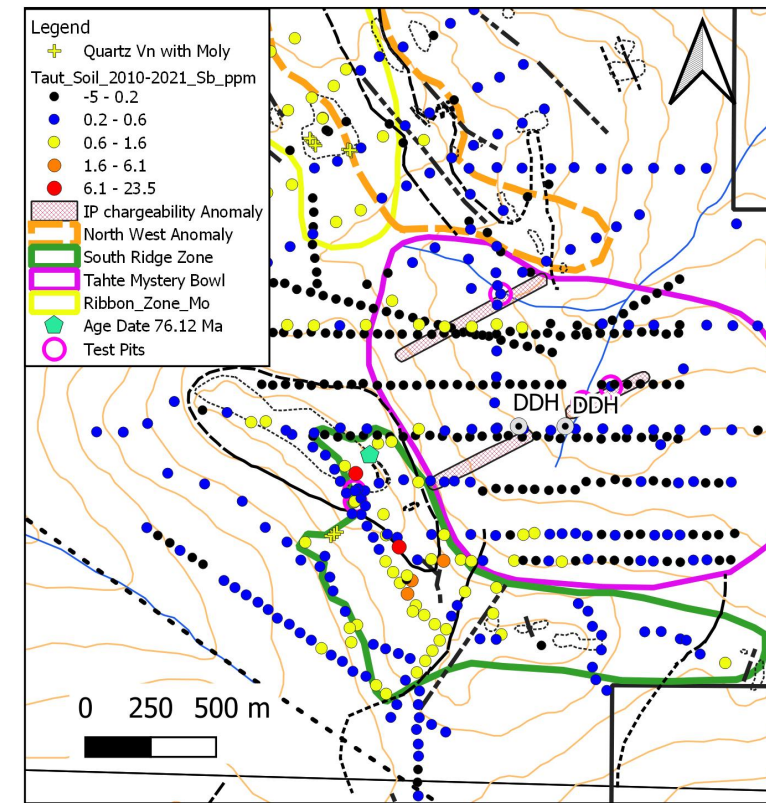 Legend
Quartz Vn with Moly
Taut_Soil_2010-2021_Sb_ppm
-5 - 0.2
0.2 - 0.6
0.6 - 1.6
1.6 - 6.1
6.1 - 23.5
IP chargeability Anomaly
North West Anomaly
South Ridge Zone
Tahte Mystery Bowl
Ribbon_Zone_Mo
Age Date 76.12 Ma
Test Pits
DDH DDH
0 250 500 m